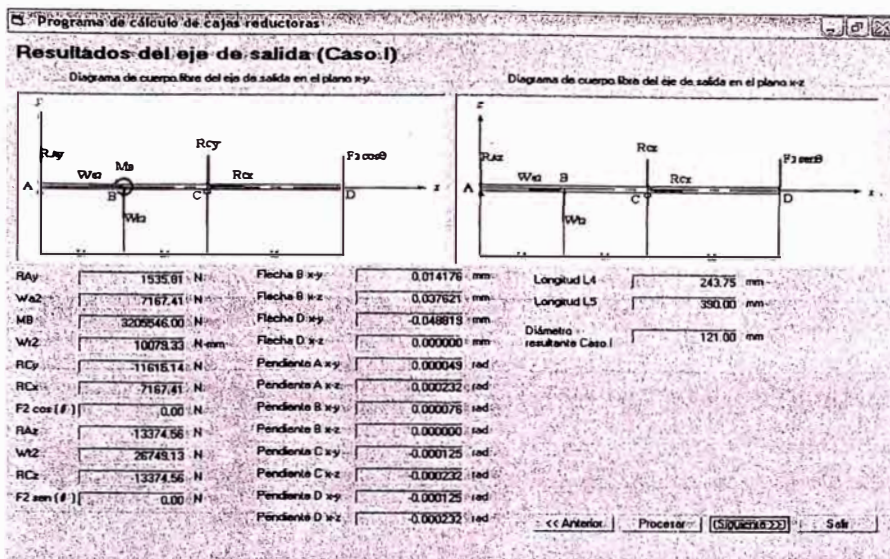 Programa de cálculo de cajas reductoras
Resultados del eje de salida (Caso I)
Diagrama de cuerpo libre del eje de salida en el plano x-y
Diagrama de cuerpo libre del eje de salida en el plano x-z
RAy
Wa2
MB
B
Wr2
Rcy
C
Rcx
F2 cosθ
A
D
x
z
RAz
Wa2
B
Wt2
Rcz
C
Rcx
F2 senθ
A
D
x
RAy 1535.81 N
Wa2 7167.41 N
MB 3205546.00 N
Wr2 10079.33 N-mm
RCy -11615.14 N
RCx -7167.41 N
F2 cos (# ) 0.00 N
RAz -13374.56 N
Wt2 26749.13 N
RCz -13374.56 N
F2 sen (# ) 0.00 N
Flecha B x-y 0.014176 mm
Flecha B x-z 0.037621 mm
Flecha D x-y -0.048819 mm
Flecha D x-z 0.000000 mm
Pendiente A x-y 0.000049 rad
Pendiente A x-z 0.000232 rad
Pendiente B x-y 0.000076 rad
Pendiente B x-z 0.000000 rad
Pendiente C x-y -0.000125 rad
Pendiente C x-z -0.000232 rad
Pendiente D x-y -0.000125 rad
Pendiente D x-z -0.000232 rad
Longitud L4 243.75 mm
Longitud L5 390.00 mm
Diámetro
resultante Caso I 121.00 mm
<< Anterior Procesar (Siguiente >>) Salir